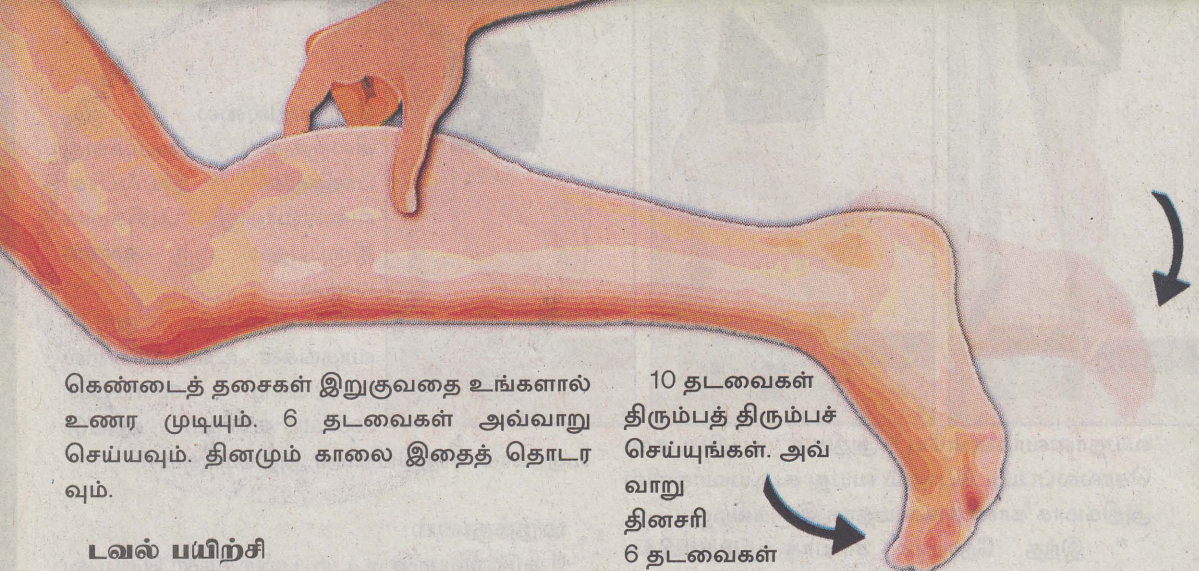 கெண்டைத் தசைகள் இறுகுவதை உங்களால்
உணர முடியும். 6 தடவைகள் அவ்வாறு
செய்யவும். தினமும் காலை இதைத் தொடர
வும்.
டவல் பயிற்சி
10 தடவைகள்
திரும்பத் திரும்பச்
செய்யுங்கள். அவ்
வாறு
தினசரி
6 தடவைகள்